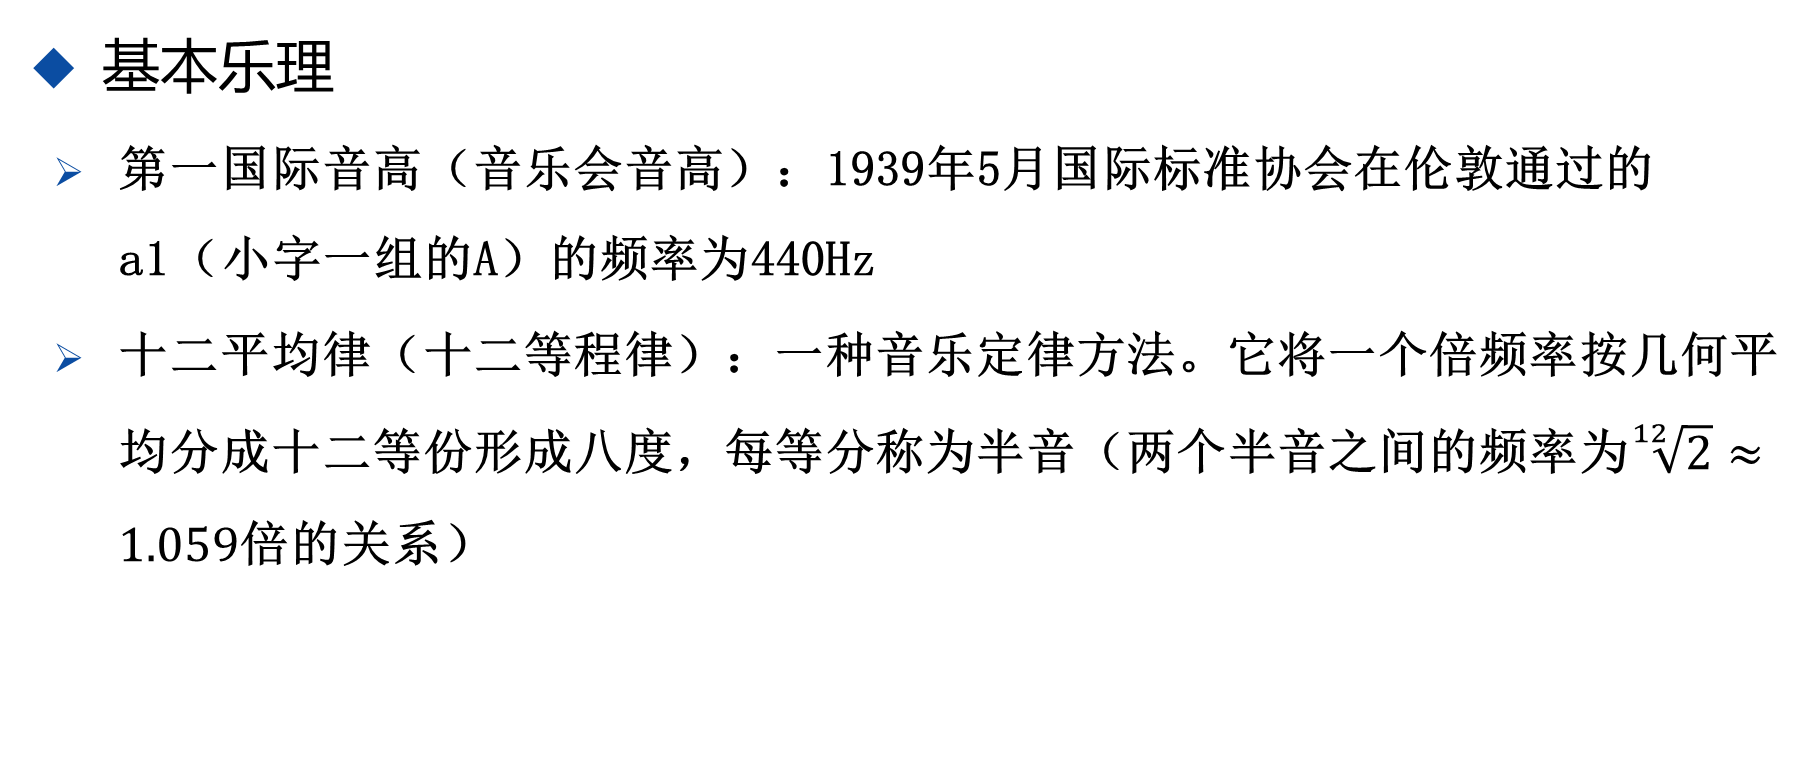 基本乐理
第一国际音高（音乐会音高）：1939年5月国际标准协会在伦敦通过的
a1（小字一组的A）的频率为440Hz
十二平均律（十二等程律）：一种音乐定律方法。它将一个倍频率按几何平
均分成十二等份形成八度，每等分称为半音（两个半音之间的频率为¹²√2 ≈
1.059倍的关系）